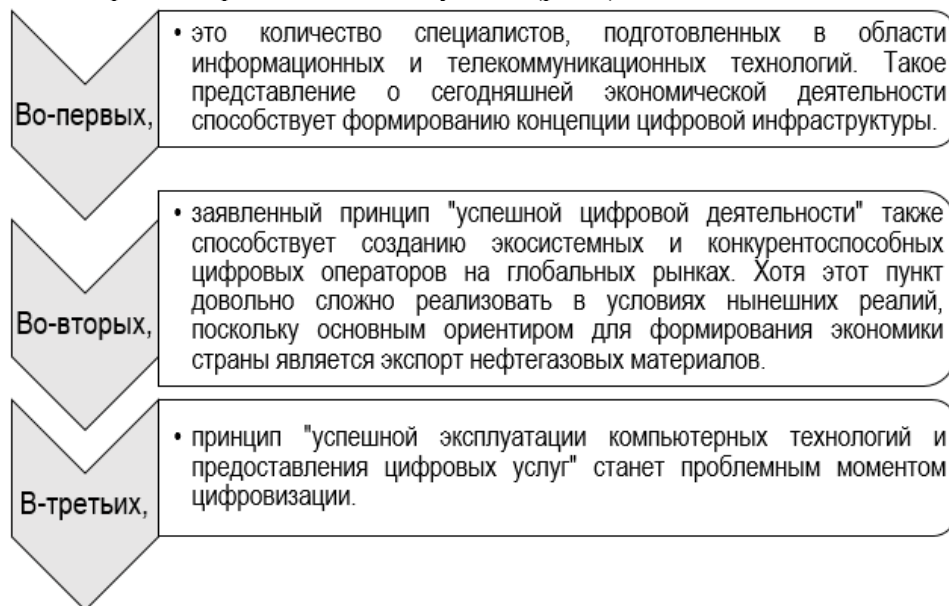 Во-первых,
• это количество специалистов, подготовленных в области
информационных и телекоммуникационных технологий. Такое
представление о сегодняшней экономической деятельности
способствует формированию концепции цифровой инфраструктуры.
Во-вторых,
• заявленный принцип "успешной цифровой деятельности" также
способствует созданию экосистемных и конкурентоспособных
цифровых операторов на глобальных рынках. Хотя этот пункт
довольно сложно реализовать в условиях нынешних реалий,
поскольку основным ориентиром для формирования экономики
страны является экспорт нефтегазовых материалов.
В-третьих,
• принцип "успешной эксплуатации компьютерных технологий и
предоставления цифровых услуг" станет проблемным моментом
цифровизации.